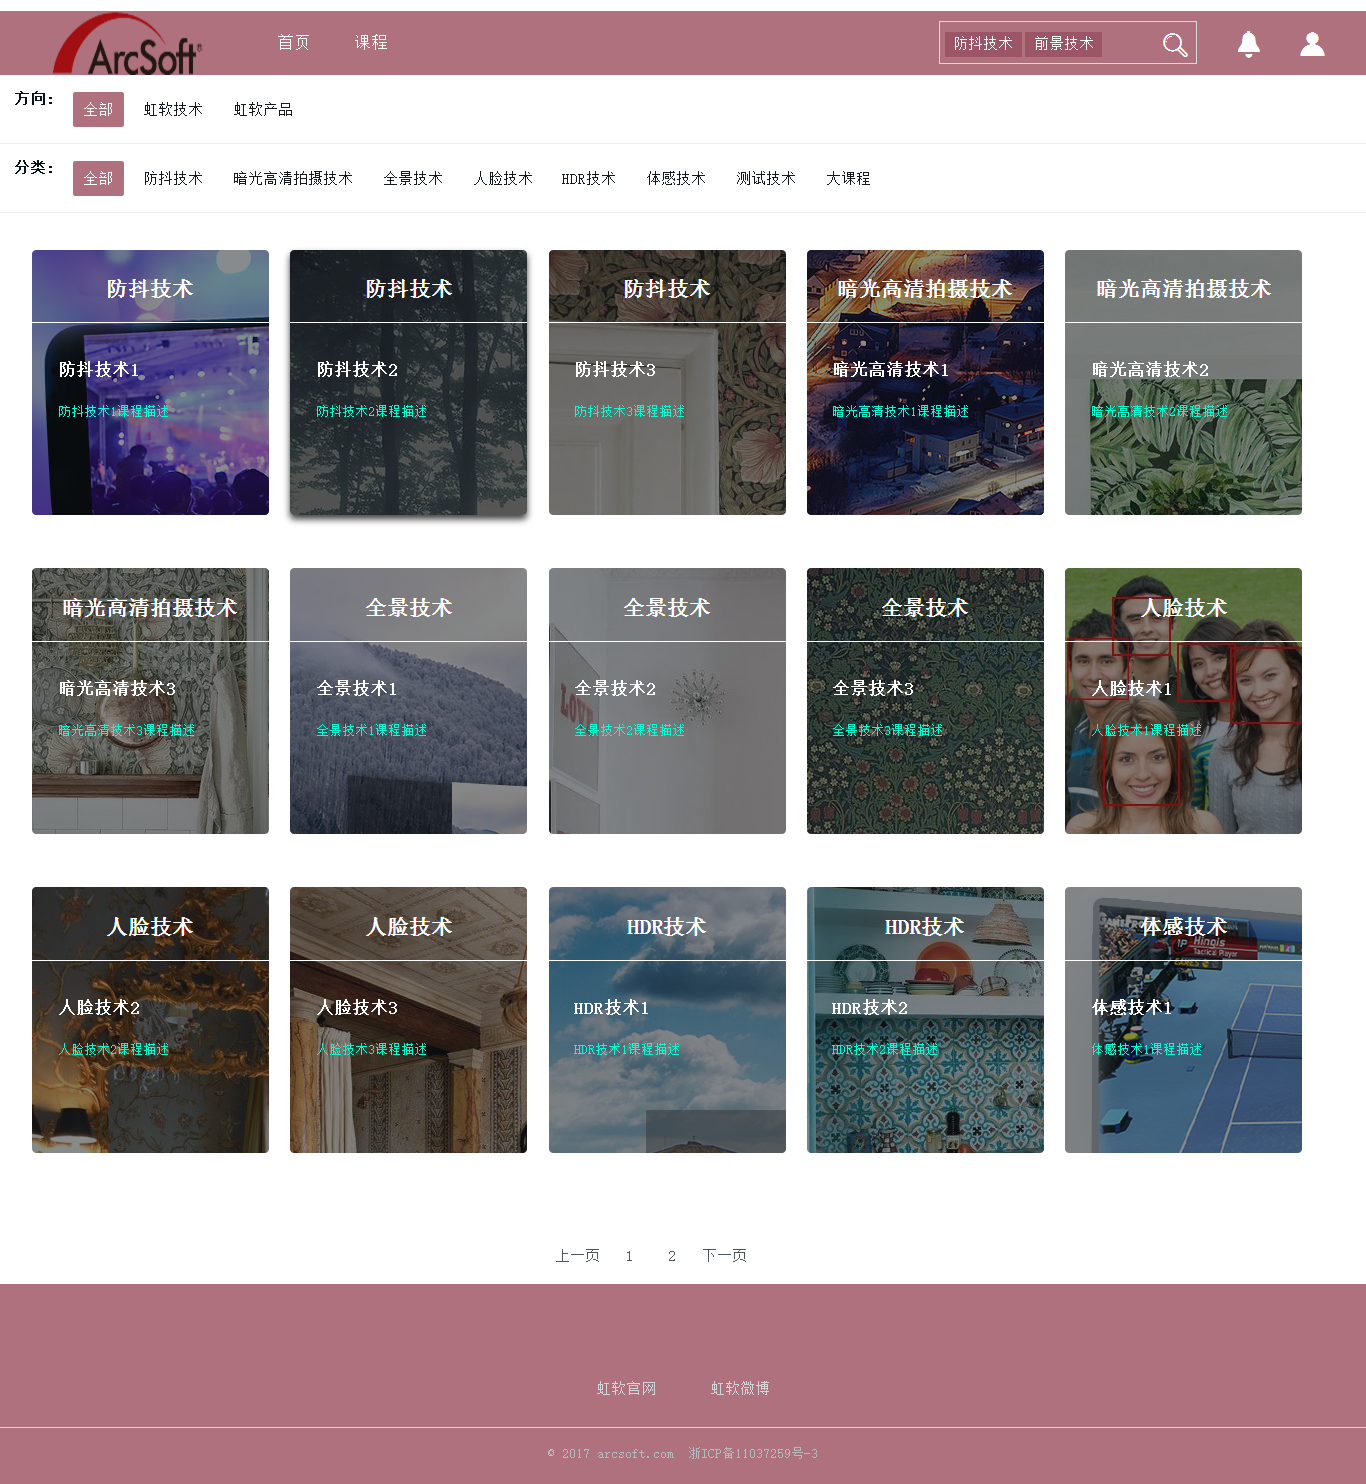 ArcSoft®
首页 课程 防抖技术 前景技术
方向： 全部 虹软技术 虹软产品
分类： 全部 防抖技术 暗光高清拍摄技术 全景技术 人脸技术 HDR技术 体感技术 测试技术 大课程
防抖技术 防抖技术 防抖技术 暗光高清拍摄技术 暗光高清拍摄技术
防抖技术1 防抖技术2 防抖技术3 暗光高清技术1 暗光高清技术2
防抖技术1课程描述 防抖技术2课程描述 防抖技术3课程描述 暗光高清技术1课程描述 暗光高清技术2课程描述
暗光高清拍摄技术 全景技术 全景技术 全景技术 人脸技术
暗光高清技术3 全景技术1 全景技术2 全景技术3 人脸技术1
LOVE
暗光高清技术3课程描述 全景技术1课程描述 全景技术2课程描述 全景技术3课程描述 人脸技术1课程描述
人脸技术 人脸技术 HDR技术 HDR技术 体感技术
Hingis
Tactical Player
人脸技术2 人脸技术3 HDR技术1 HDR技术2 体感技术1
人脸技术2课程描述 人脸技术3课程描述 HDR技术1课程描述 HDR技术2课程描述 体感技术1课程描述
上一页 1 2 下一页
虹软官网 虹软微博
© 2017 arcsoft.com 浙ICP备11037259号-3